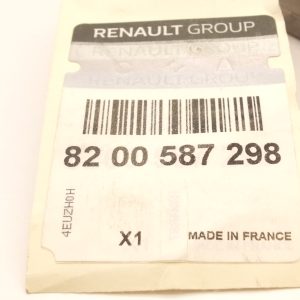 RENAULT GROUP
82 00 587 298
4EUZH0H
X1
MADE IN FRANCE